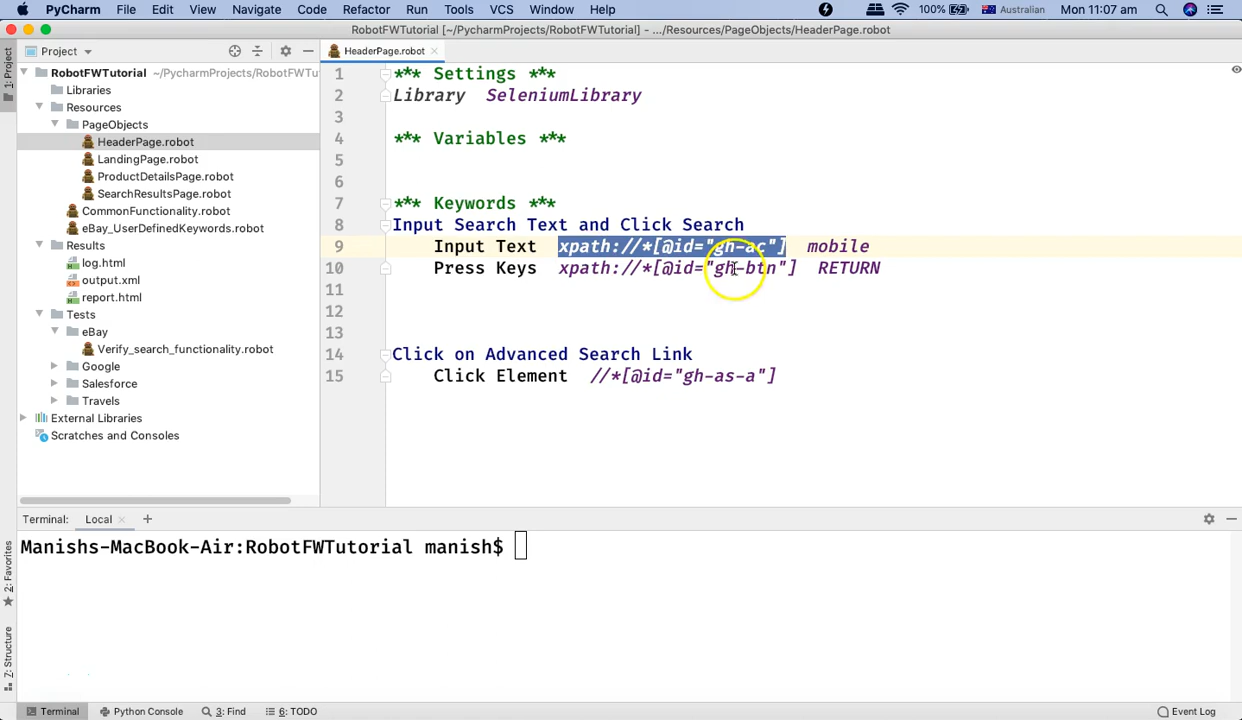 PyCharm File Edit View Navigate Code Refactor Run Tools VCS Window Help 100% Australian Mon 11:07 am
RobotFWTutorial [~/PycharmProjects/RobotFWTutorial] - .../Resources/PageObjects/HeaderPage.robot
Project
HeaderPage.robot
1: Project
RobotFWTutorial ~/PycharmProjects/RobotFWTu
Libraries
Resources
PageObjects
HeaderPage.robot
LandingPage.robot
ProductDetailsPage.robot
SearchResultsPage.robot
CommonFunctionality.robot
eBay_UserDefinedKeywords.robot
Results
log.html
output.xml
report.html
Tests
eBay
Verify_search_functionality.robot
Google
Salesforce
Travels
External Libraries
Scratches and Consoles
1 *** Settings ***
2 Library SeleniumLibrary
3
4 *** Variables ***
5
6
7 *** Keywords ***
8 Input Search Text and Click Search
9 Input Text xpath://*[@id="gh-ac"] mobile
10 Press Keys xpath://*[@id="gh-btn"] RETURN
11
12
13
14 Click on Advanced Search Link
15 Click Element //*[@id="gh-as-a"]
Terminal: Local
Manishs-MacBook-Air:RobotFWTutorial manish$
2: Favorites
7: Structure
Terminal Python Console 3: Find 6: TODO Event Log